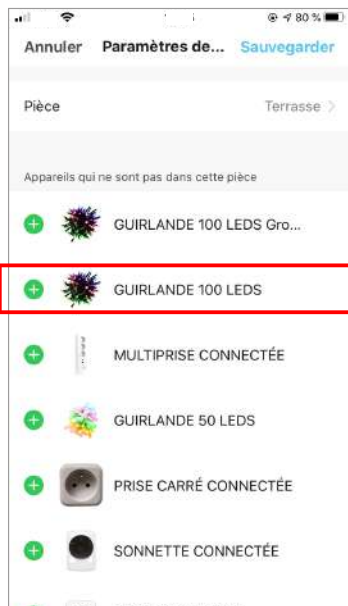 80 %
Annuler Paramètres de... Sauvegarder
Pièce Terrasse
Appareils qui ne sont pas dans cette pièce
GUIRLANDE 100 LEDS Gro...
GUIRLANDE 100 LEDS
MULTIPRISE CONNECTÉE
GUIRLANDE 50 LEDS
PRISE CARRÉ CONNECTÉE
SONNETTE CONNECTÉE